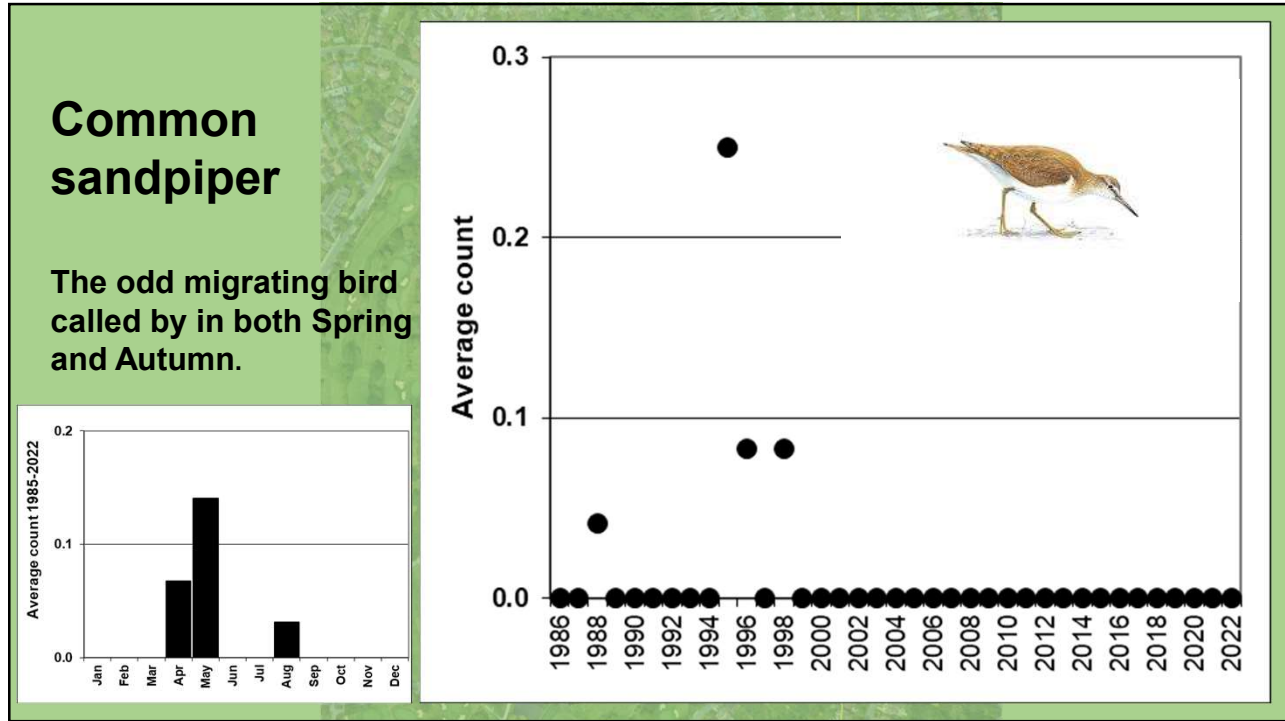 Common
sandpiper
The odd migrating bird
called by in both Spring
and Autumn.
Average count 1985-2022
0.2
0.1
0.0
Jan
Feb
Mar
Apr
May
Jun
Jul
Aug
Sep
Oct
Nov
Dec
Average count
0.3
0.2
0.1
0.0
1986
1988
1990
1992
1994
1996
1998
2000
2002
2004
2006
2008
2010
2012
2014
2016
2018
2020
2022